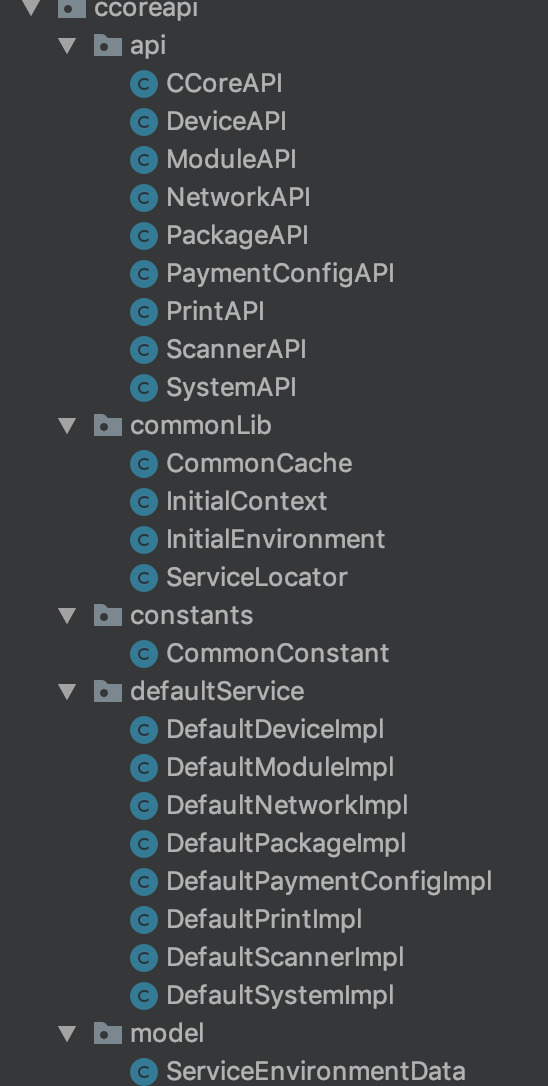 ccoreapi
api
CCoreAPI
DeviceAPI
ModuleAPI
NetworkAPI
PackageAPI
PaymentConfigAPI
PrintAPI
ScannerAPI
SystemAPI
commonLib
CommonCache
InitialContext
InitialEnvironment
ServiceLocator
constants
CommonConstant
defaultService
DefaultDeviceImpl
DefaultModuleImpl
DefaultNetworkImpl
DefaultPackageImpl
DefaultPaymentConfigImpl
DefaultPrintImpl
DefaultScannerImpl
DefaultSystemImpl
model
ServiceEnvironmentData